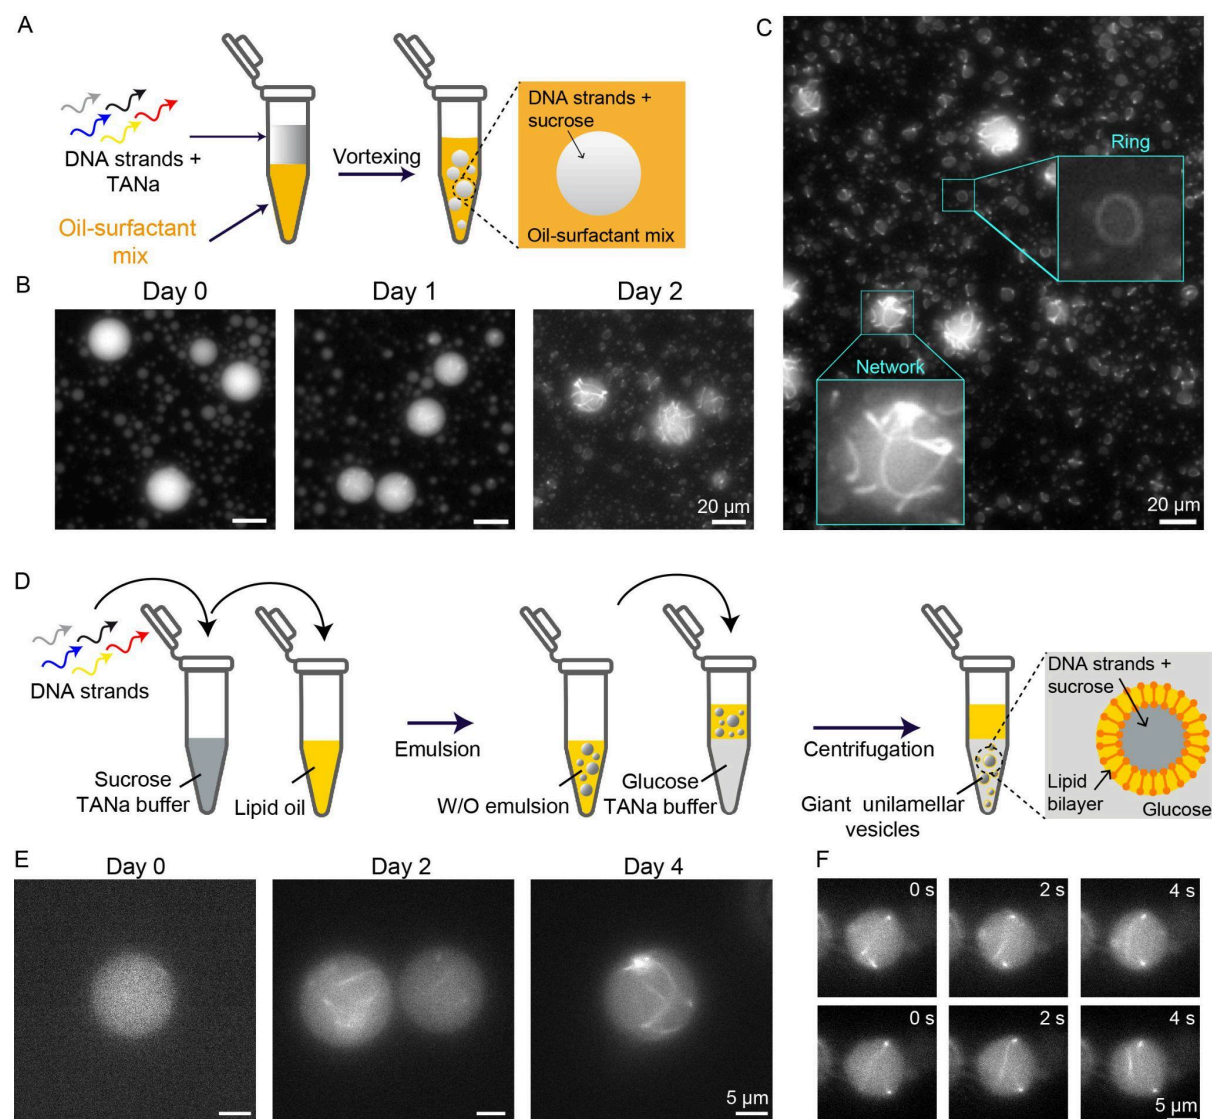 A
DNA strands +
TANa
Oil-surfactant
mix
Vortexing
DNA strands +
sucrose
Oil-surfactant mix
B
Day 0
Day 1
Day 2
20 µm
C
Ring
Network
20 µm
D
DNA strands
Sucrose
TANa buffer
Lipid oil
Emulsion
W/O emulsion
Glucose
TANa buffer
Centrifugation
Giant unilamellar
vesicles
DNA strands +
sucrose
Lipid
bilayer
Glucose
E
Day 0
Day 2
Day 4
5 µm
F
0 s
2 s
4 s
0 s
2 s
4 s
5 µm